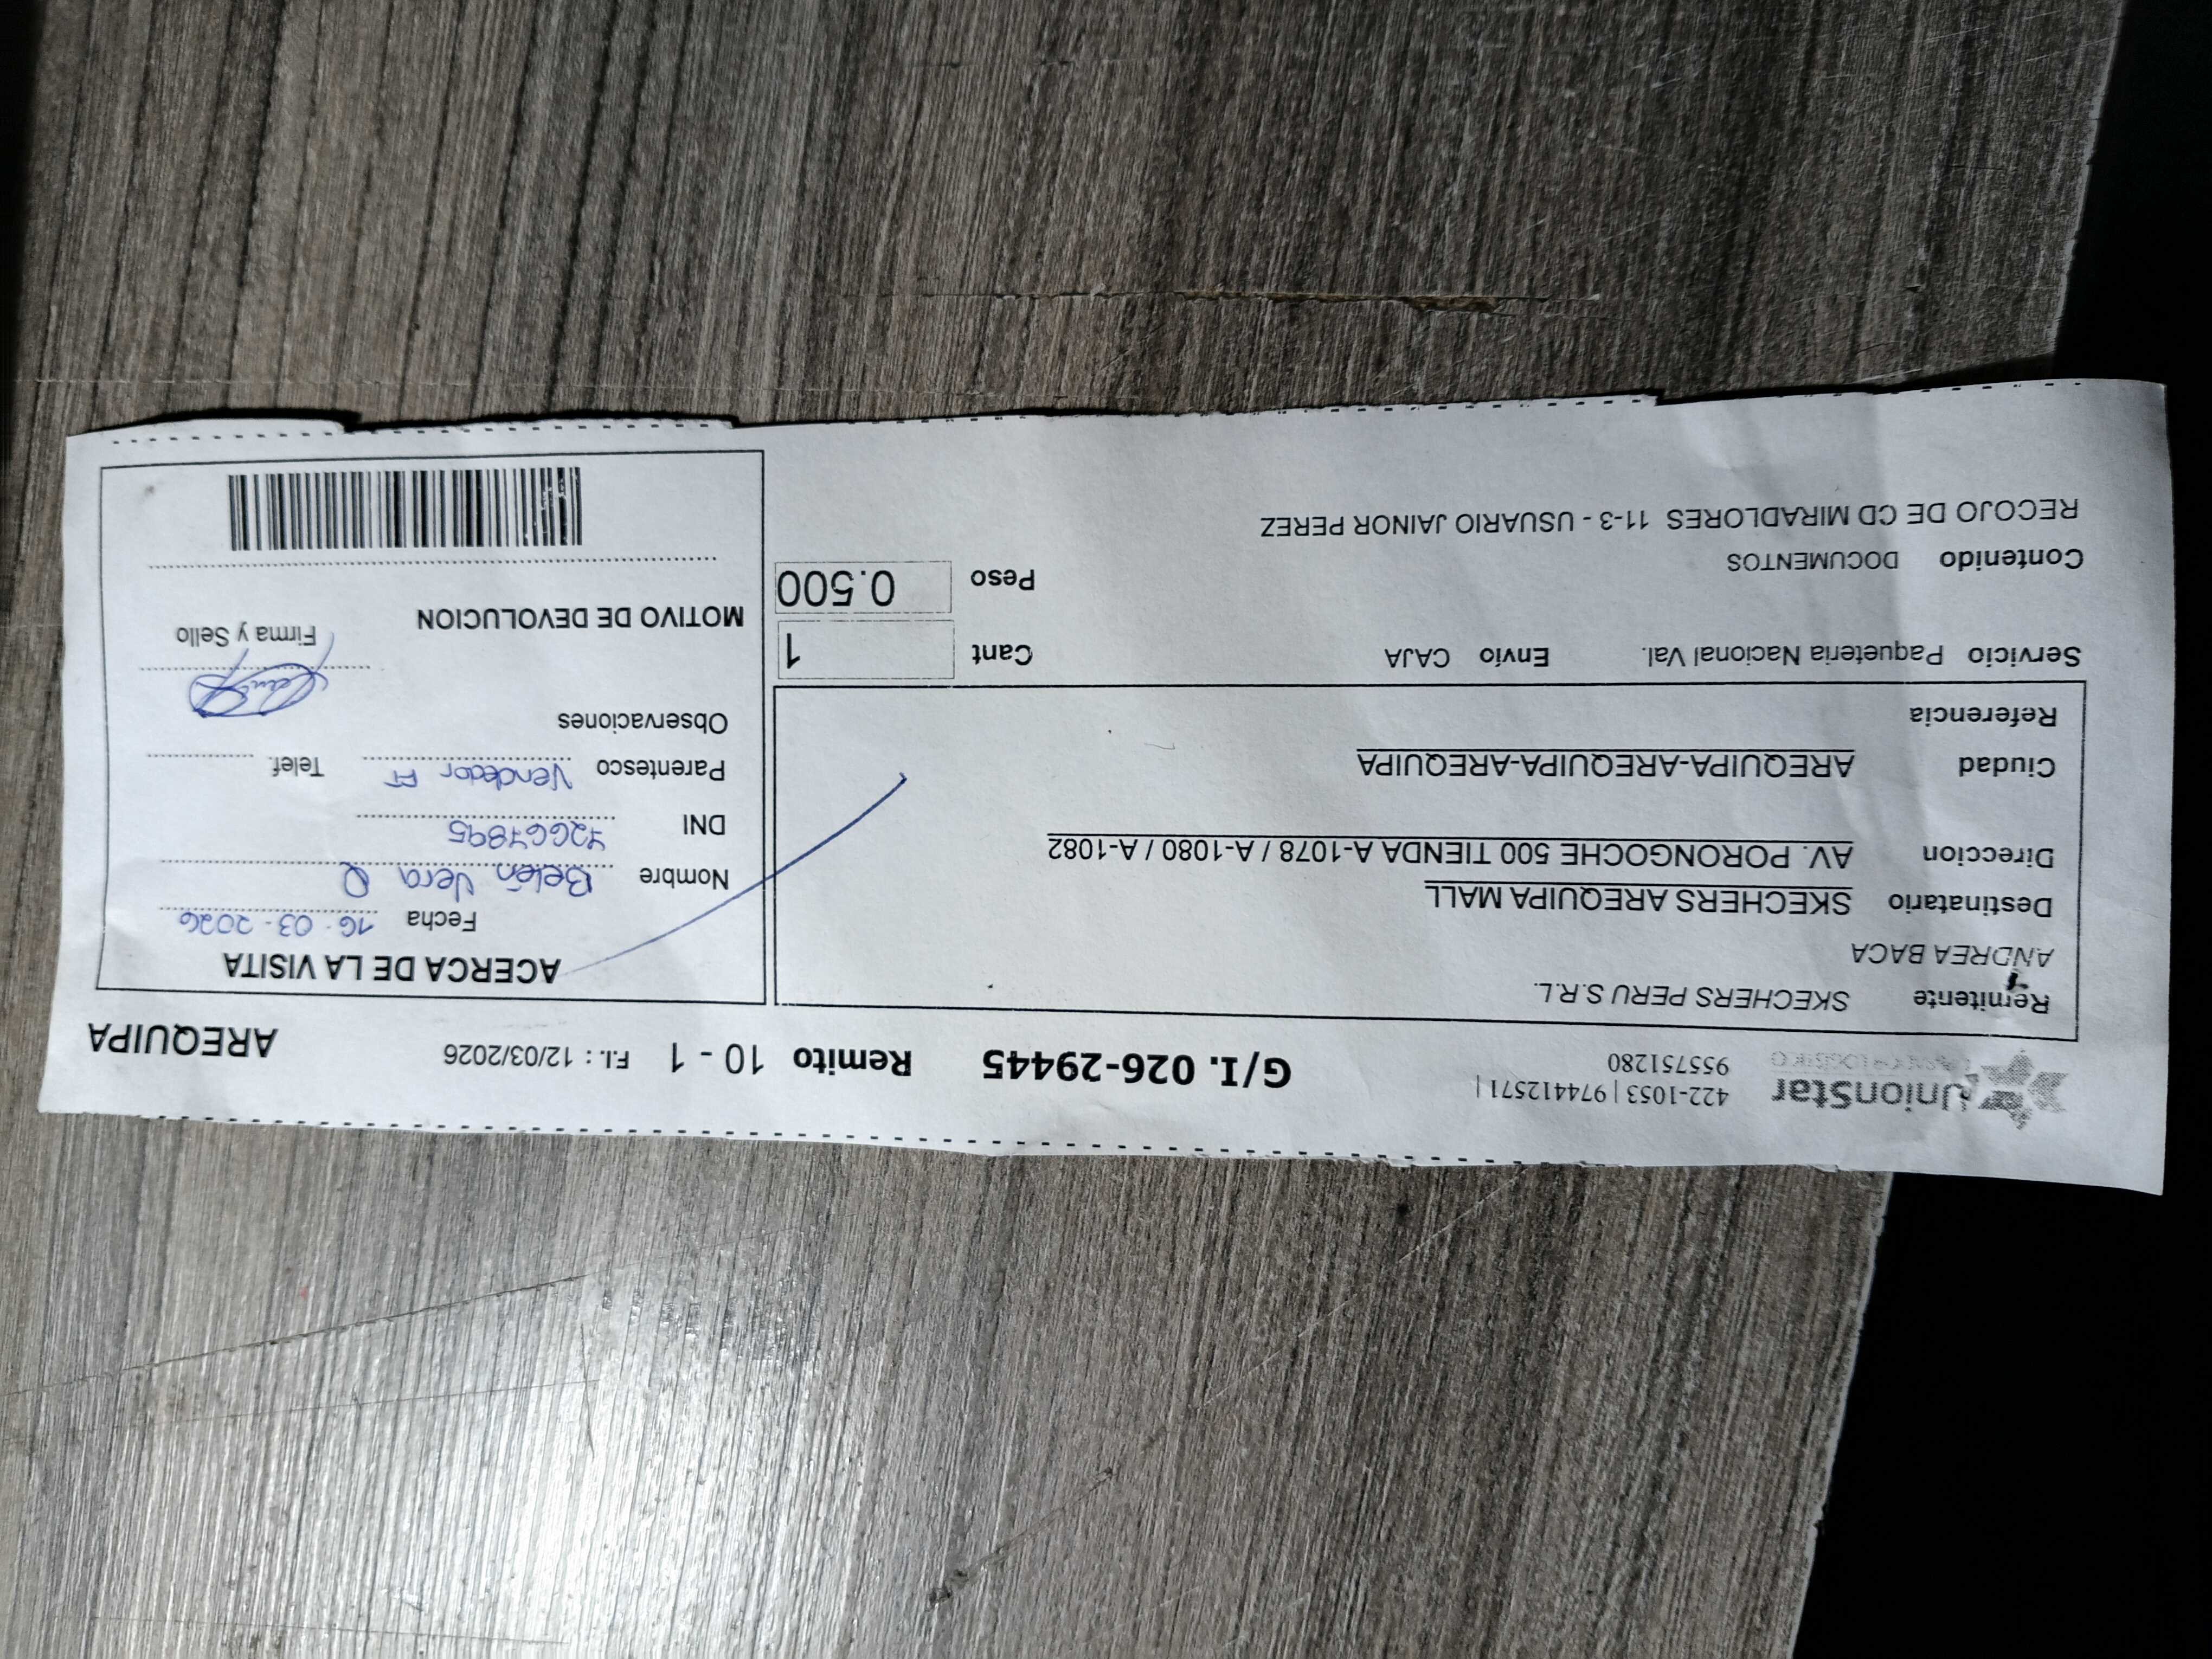 UnionStar
422-1053 | 974412571 |
955751280
G/I. 026-29445
Remito 10 - 1
F.I. : 12/03/2026
AREQUIPA
Remitente SKECHERS PERU S.R.L.
ANDREA BACA
Destinatario SKECHERS AREQUIPA MALL
Direccion AV. PORONGOCHE 500 TIENDA A-1078 / A-1080 / A-1082
Ciudad AREQUIPA-AREQUIPA-AREQUIPA
Referencia
Servicio Paqueteria Nacional Val. Envio CAJA Cant 1
Contenido DOCUMENTOS Peso 0.500
RECOJO DE CD MIRADLORES 11-3 - USUARIO JAINOR PEREZ
ACERCA DE LA VISITA
Fecha 16-03-2026
Nombre Belén Vera Q
DNI
Parentesco Vendedor FT Telef.
Observaciones
Firma y Sello
MOTIVO DE DEVOLUCION